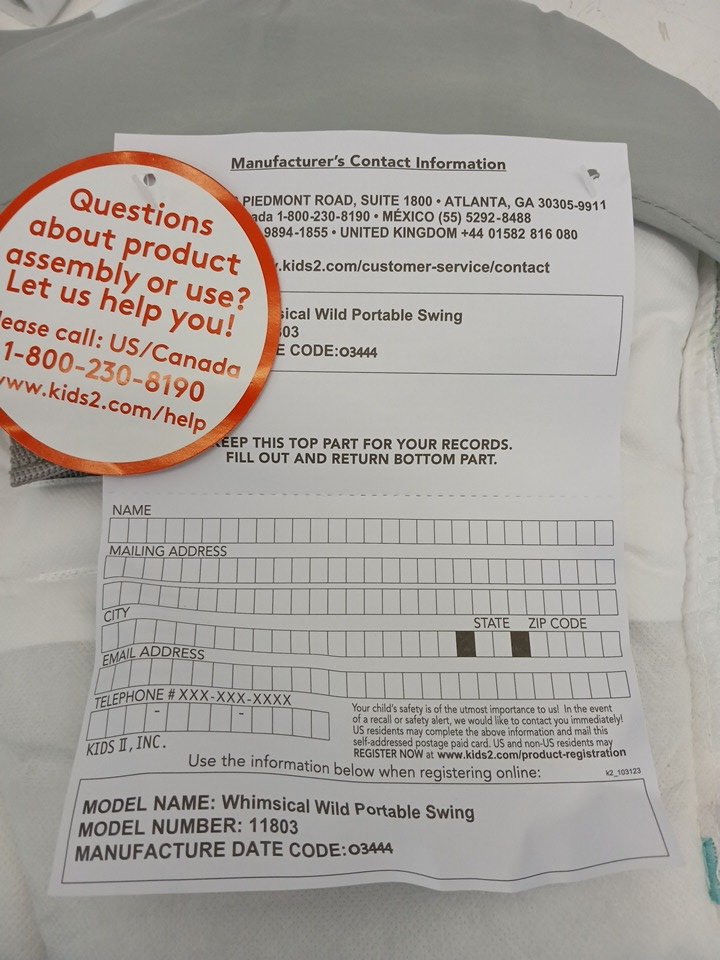 Manufacturer's Contact Information
PIEDMONT ROAD, SUITE 1800 • ATLANTA, GA 30305-9911
1-800-230-8190 • MÉXICO (55) 5292-8488
9894-1855 • UNITED KINGDOM +44 01582 816 080
.kids2.com/customer-service/contact
Wild Portable Swing
CODE:O3444
Questions
about product
assembly or use?
Let us help you!
call: US/Canada
1-800-230-8190
www.kids2.com/help
KEEP THIS TOP PART FOR YOUR RECORDS.
FILL OUT AND RETURN BOTTOM PART.
NAME
MAILING ADDRESS
CITY STATE ZIP CODE
EMAIL ADDRESS
TELEPHONE # XXX-XXX-XXXX
- -
KIDS II, INC.
Your child's safety is of the utmost importance to us! In the event
of a recall or safety alert, we would like to contact you immediately!
US residents may complete the above information and mail this
self-addressed postage paid card. US and non-US residents may
REGISTER NOW at www.kids2.com/product-registration
Use the information below when registering online:
k2_103123
MODEL NAME: Whimsical Wild Portable Swing
MODEL NUMBER: 11803
MANUFACTURE DATE CODE:O3444